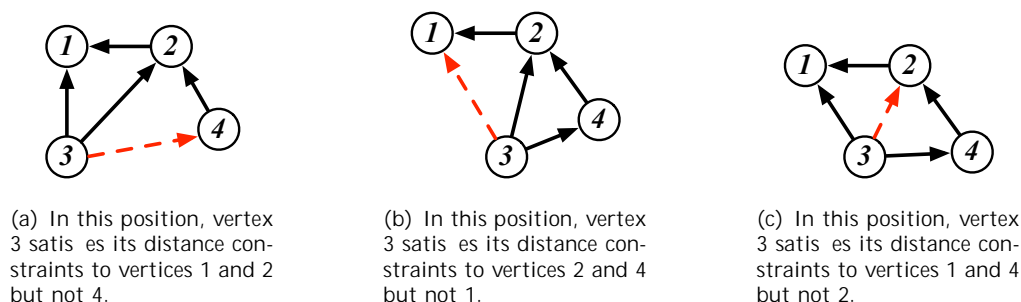 1 2
3 4
1 2
3 4
1 2
3 4
(a) In this position, vertex
3 satis es its distance con-
straints to vertices 1 and 2
but not 4.
(b) In this position, vertex
3 satis es its distance con-
straints to vertices 2 and 4
but not 1.
(c) In this position, vertex
3 satis es its distance con-
straints to vertices 1 and 4
but not 2.